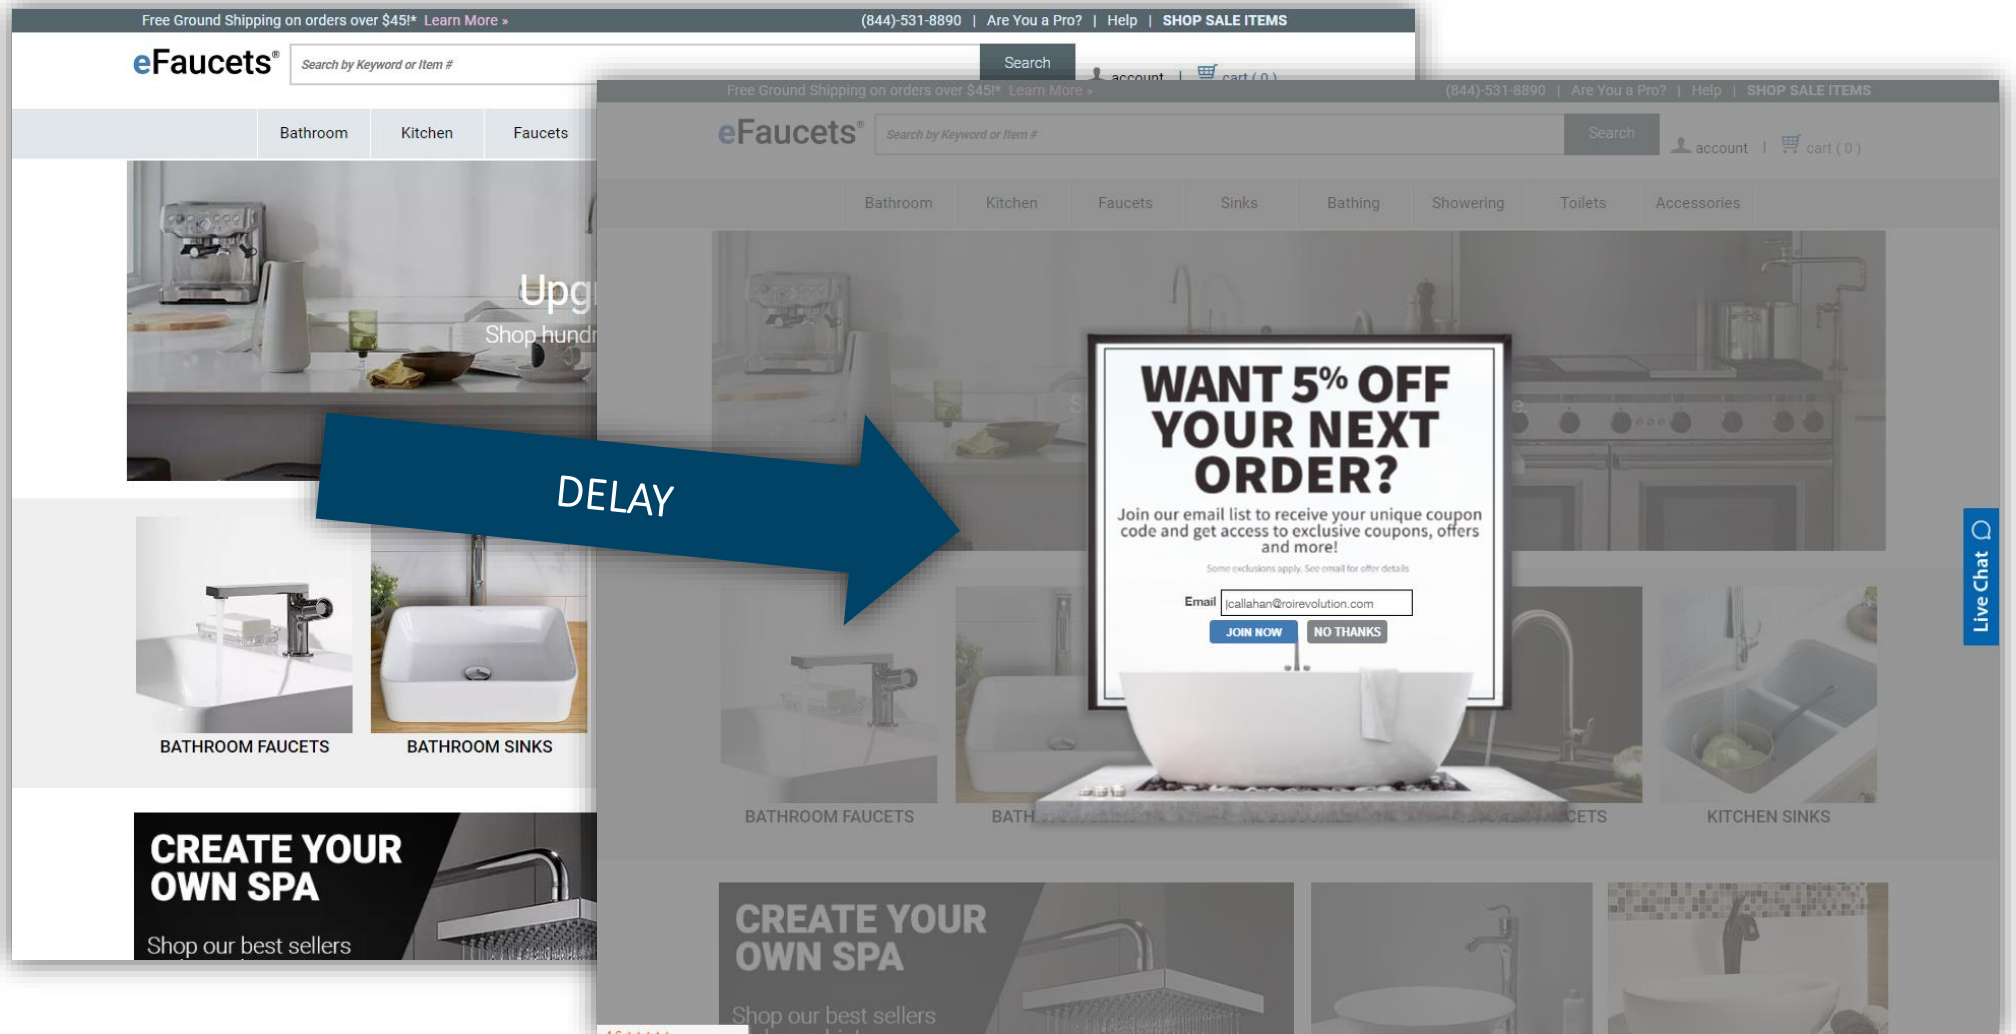 Free Ground Shipping on orders over $45!* Learn More »
(844)-531-8890 | Are You a Pro? | Help | SHOP SALE ITEMS
eFaucets®
Search by Keyword or Item #
Search
account | cart ( 0 )
Bathroom Kitchen Faucets
Shop hundr
BATHROOM FAUCETS
BATHROOM SINKS
CREATE YOUR
OWN SPA
Shop our best sellers
DELAY
Free Ground Shipping on orders over $45!* Learn More »
(844)-531-8890 | Are You a Pro? | Help | SHOP SALE ITEMS
eFaucets®
Search by Keyword or Item #
Search
account | cart ( 0 )
Bathroom Kitchen Faucets Sinks Bathing Showering Toilets Accessories
WANT 5% OFF
YOUR NEXT
ORDER?
Join our email list to receive your unique coupon
code and get access to exclusive coupons, offers
and more!
Some exclusions apply. See email for offer details
Email jcallahan@roirevolution.com
JOIN NOW
NO THANKS
Live Chat
BATHROOM FAUCETS
KITCHEN SINKS
CREATE YOUR
OWN SPA
Shop our best sellers